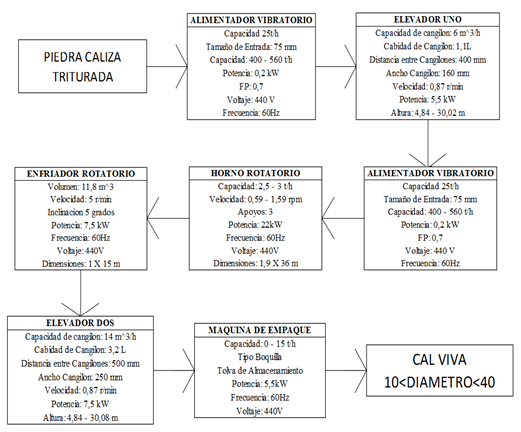 PIEDRA CALIZA
TRITURADA
ALIMENTADOR VIBRATORIO
Capacidad 25t/h
Tamaño de Entrada: 75 mm
Capacidad: 400 - 560 t/h
Potencia: 0,2 kW
FP: 0,7
Voltaje: 440 V
Frecuencia: 60Hz
ELEVADOR UNO
Capacidad de cangilon: 6 m^3/h
Cabidad de Cangilon: 1,1L
Distancia entre Cangilones: 400 mm
Ancho Cangilon: 160 mm
Velocidad: 0,87 r/min
Potencia: 5,5 kW
Altura: 4,84 - 30,02 m
ALIMENTADOR VIBRATORIO
Capacidad 25t/h
Tamaño de Entrada: 75 mm
Capacidad: 400 - 560 t/h
Potencia: 0,2 kW
FP: 0,7
Voltaje: 440 V
Frecuencia: 60Hz
HORNO ROTATORIO
Capacidad: 2,5 - 3 t/h
Velocidad: 0,59 - 1,59 rpm
Apoyos: 3
Potencia: 22kW
Frecuencia: 60Hz
Voltaje: 440V
Dimensiones: 1,9 X 36 m
ENFRIADOR ROTATORIO
Volumen: 11,8 m^3
Velocidad: 5 r/min
Inclinacion 5 grados
Potencia: 7,5 kW
Frecuencia: 60Hz
Voltaje: 440V
Dimensiones: 1 X 15 m
ELEVADOR DOS
Capacidad de cangilon: 14 m^3/h
Cabidad de Cangilon: 3,2 L
Distancia entre Cangilones: 500 mm
Ancho Cangilon: 250 mm
Velocidad: 0,87 r/min
Potencia: 7,5 kW
Altura: 4,84 - 30,08 m
MAQUINA DE EMPAQUE
Capacidad: 0 - 15 t/h
Tipo Boquilla
Tolva de Almacenamiento
Potencia: 5,5kW
Frecuencia: 60Hz
Voltaje: 440V
CAL VIVA
10<DIAMETRO<40